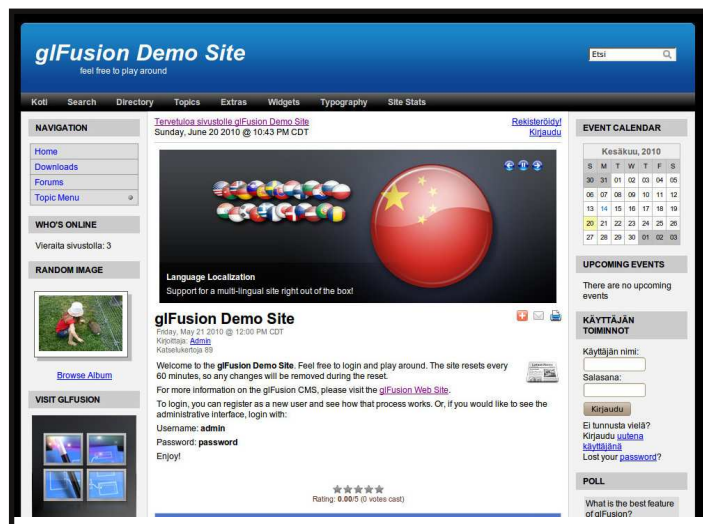 glFusion Demo Site
feel free to play around
Etsi
Koti Search Directory Topics Extras Widgets Typography Site Stats
NAVIGATION
Home
Downloads
Forums
Topic Menu
WHO'S ONLINE
Vieraita sivustolla: 3
RANDOM IMAGE
Browse Album
VISIT GLFUSION
Tervetuloa sivustolle glFusion Demo Site
Sunday, June 20 2010 @ 10:43 PM CDT
Rekisteröidy!
Kirjaudu
Language Localization
Support for a multi-lingual site right out of the box!
glFusion Demo Site
Friday, May 21 2010 @ 12:00 PM CDT
Kirjoittaja: Admin
Katselukertoja 89
Welcome to the glFusion Demo Site. Feel free to login and play around. The site resets every
60 minutes, so any changes will be removed during the reset.
For more information on the glFusion CMS, please visit the glFusion Web Site.
To login, you can register as a new user and see how that process works. Or, if you would like to see the
administrative interface, login with:
Username: admin
Password: password
Enjoy!
Rating: 0.00/5 (0 votes cast)
EVENT CALENDAR
Kesäkuu, 2010
S M T W T F S
30 31 01 02 03 04 05
06 07 08 09 10 11 12
13 14 15 16 17 18 19
20 21 22 23 24 25 26
27 28 29 30 01 02 03
UPCOMING EVENTS
There are no upcoming
events
KÄYTTÄJÄN
TOIMINNOT
Käyttäjän nimi:
Salasana:
Kirjaudu
Ei tunnusta vielä?
Kirjaudu uutena
käyttäjänä
Lost your password?
POLL
What is the best feature
of glFusion?